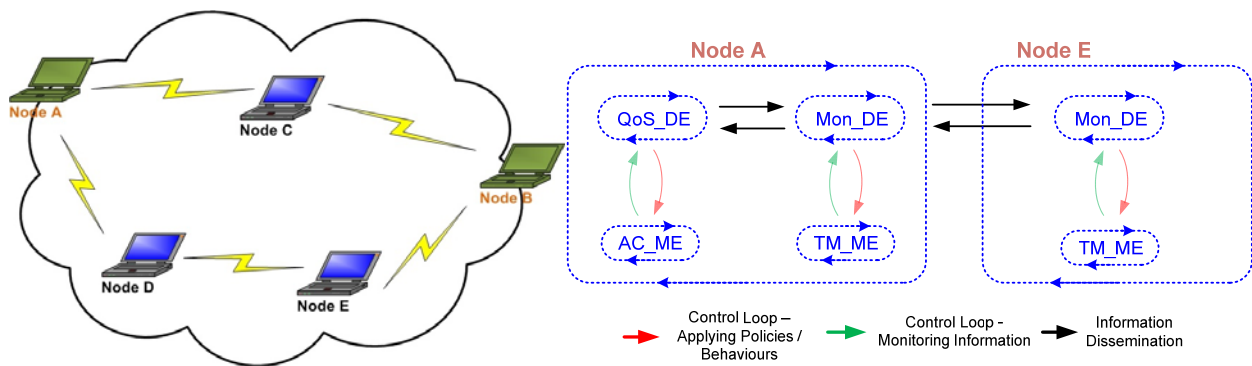 Node A
Node C
Node B
Node D
Node E
Node A
Node E
QoS_DE
Mon_DE
Mon_DE
AC_ME
TM_ME
TM_ME
Control Loop –
Applying Policies /
Behaviours
Control Loop -
Monitoring Information
Information
Dissemination